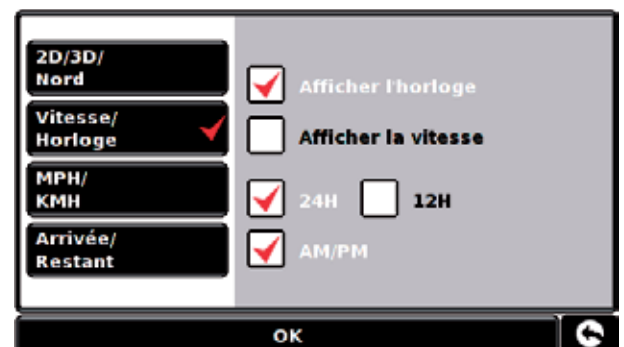 2D/3D/
Nord
Vitesse/
Horloge
MPH/
KMH
Arrivée/
Restant
Afficher l'horloge
Afficher la vitesse
24H 12H
AM/PM
OK